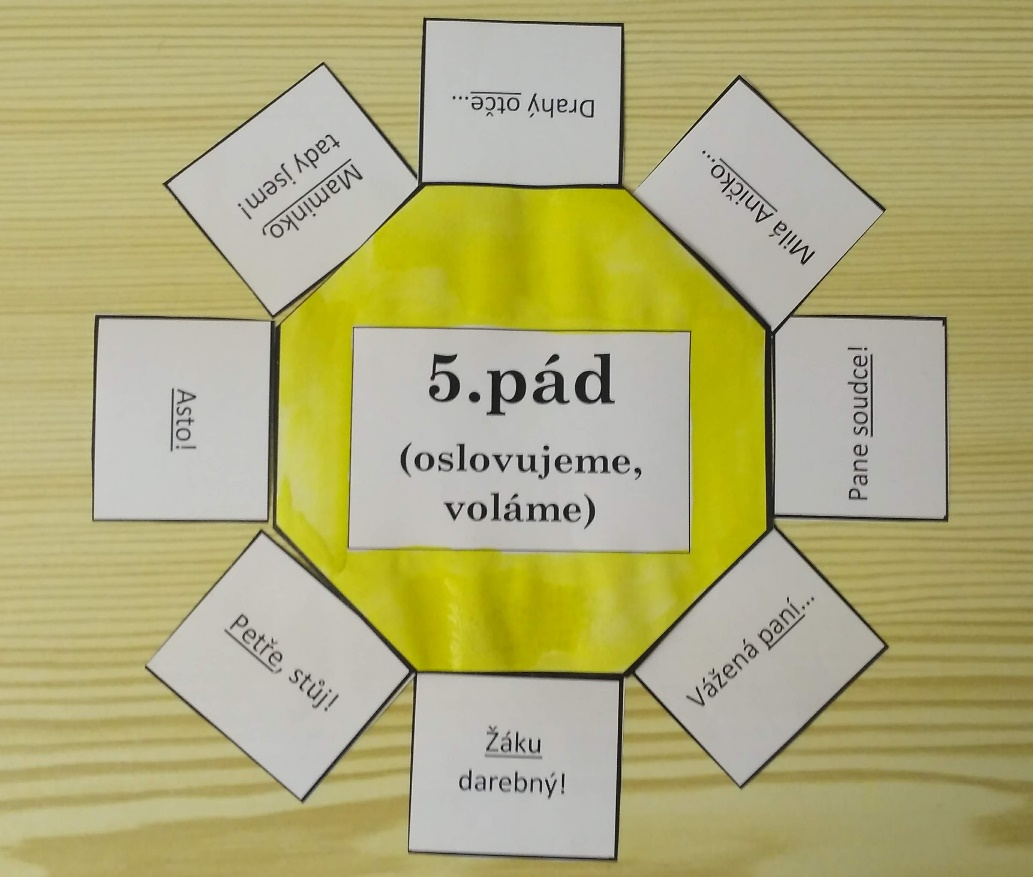 5.pád
(oslovujeme,
voláme)
Drahý otče...
Milá Aničko...
Pane soudce!
Vážená paní...
Žáku
darebný!
Petře, stůj!
Asto!
Maminko,
tady jsem!